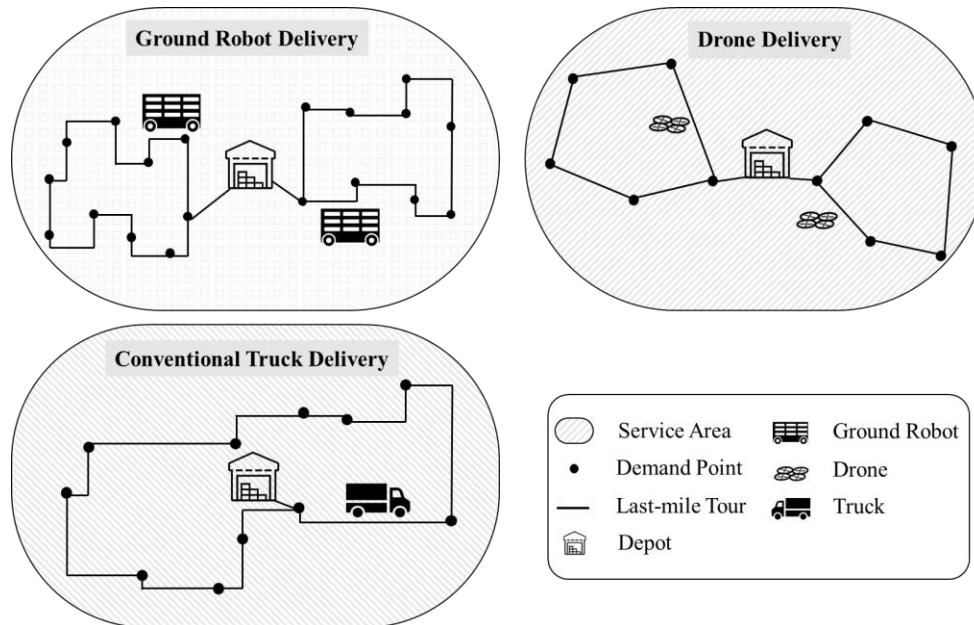 Ground Robot Delivery
Drone Delivery
Conventional Truck Delivery
Service Area
Ground Robot
Demand Point
Drone
Last-mile Tour
Truck
Depot